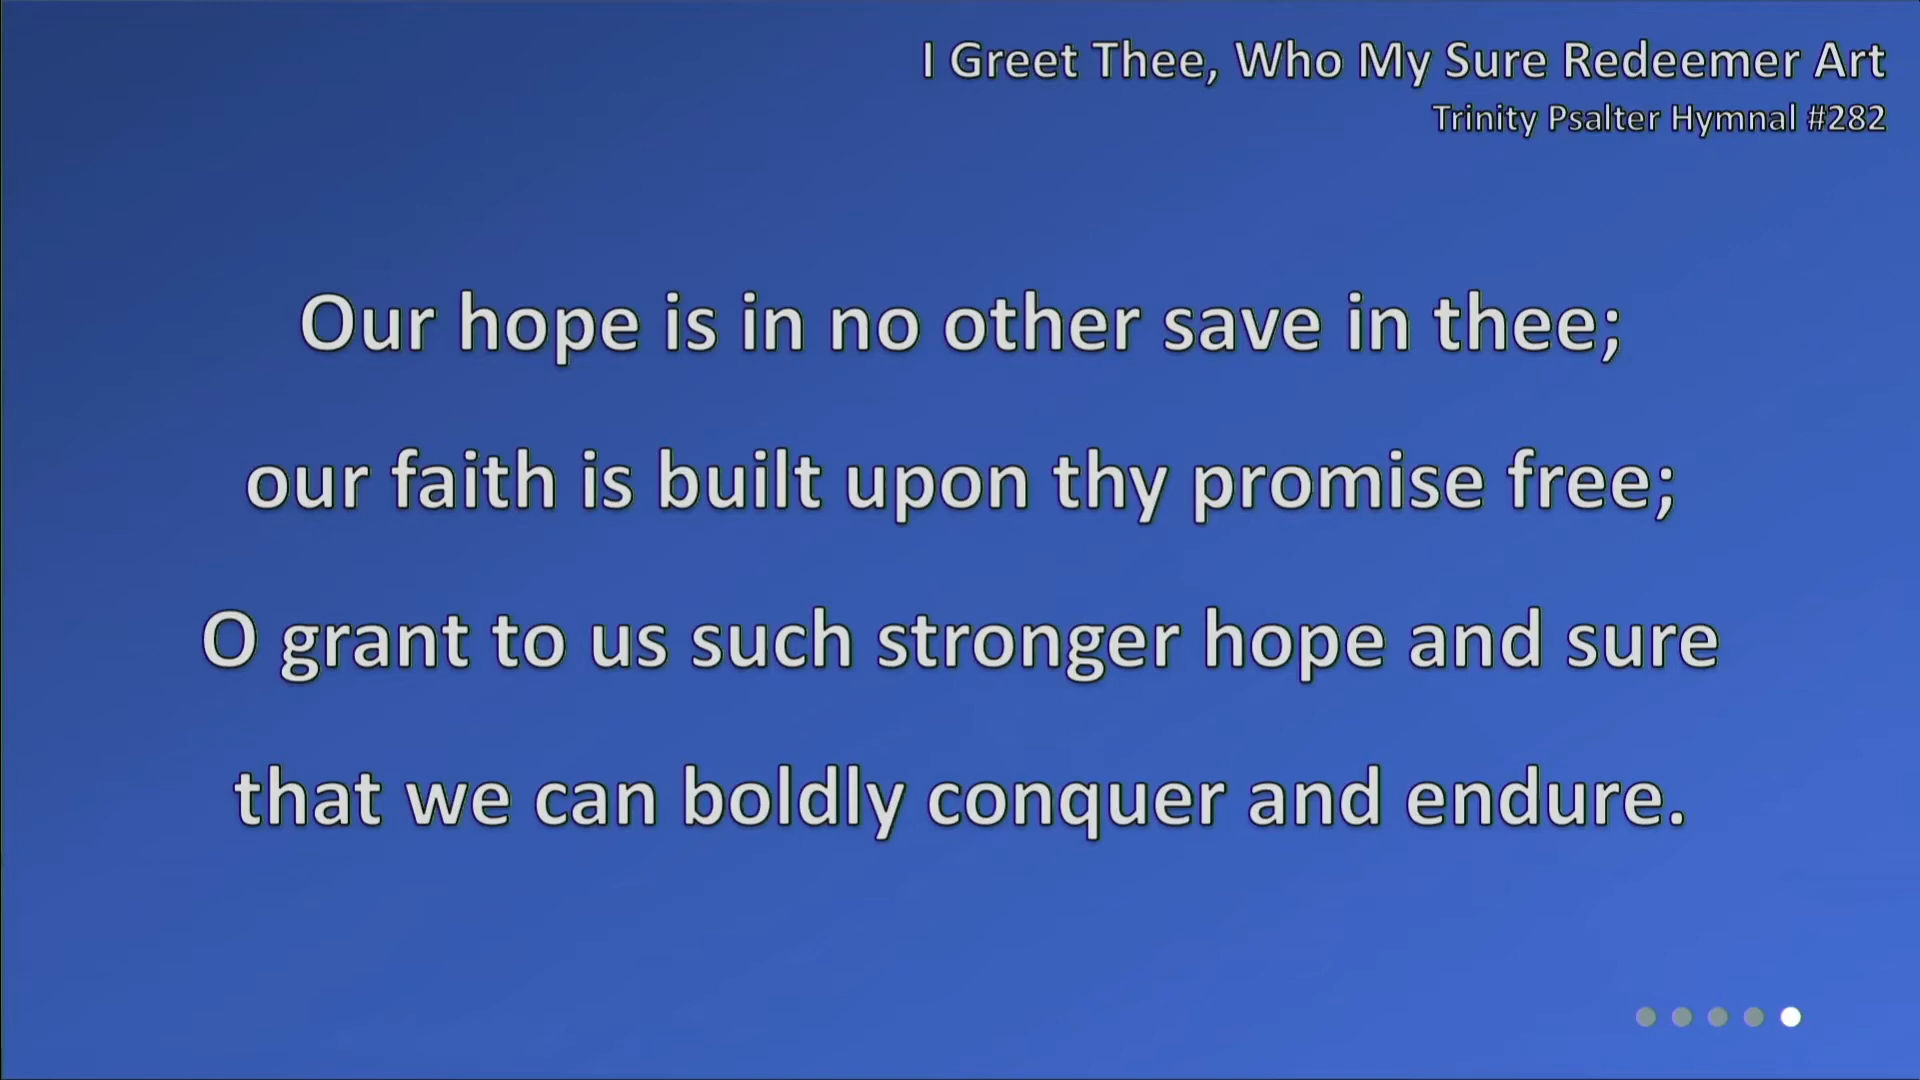 I Greet Thee, Who My Sure Redeemer Art
Trinity Psalter Hymnal #282
Our hope is in no other save in thee;
our faith is built upon thy promise free;
O grant to us such stronger hope and sure
that we can boldly conquer and endure.